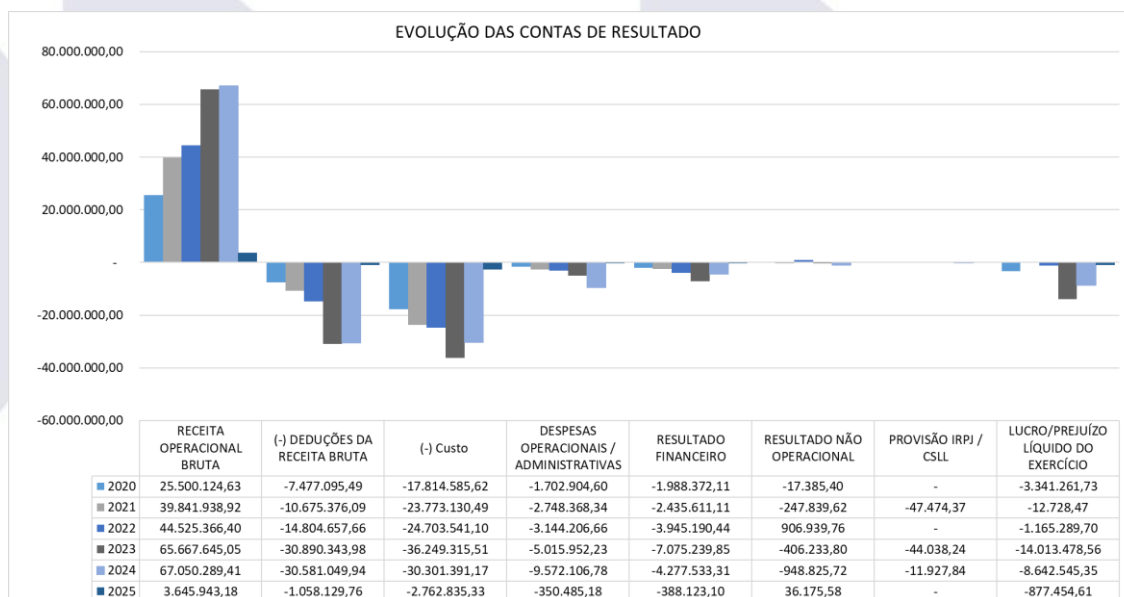 EVOLUÇÃO DAS CONTAS DE RESULTADO
80.000.000,00
60.000.000,00
40.000.000,00
20.000.000,00
-
-20.000.000,00
-40.000.000,00
-60.000.000,00
RECEITA OPERACIONAL BRUTA (-) DEDUÇÕES DA RECEITA BRUTA (-) Custo DESPESAS OPERACIONAIS / ADMINISTRATIVAS RESULTADO FINANCEIRO RESULTADO NÃO OPERACIONAL PROVISÃO IRPJ / CSLL LUCRO/PREJUÍZO LÍQUIDO DO EXERCÍCIO
2020 25.500.124,63 -7.477.095,49 -17.814.585,62 -1.702.904,60 -1.988.372,11 -17.385,40 - -3.341.261,73
2021 39.841.938,92 -10.675.376,09 -23.773.130,49 -2.748.368,34 -2.435.611,11 -247.839,62 -47.474,37 -12.728,47
2022 44.525.366,40 -14.804.657,66 -24.703.541,10 -3.144.206,66 -3.945.190,44 906.939,76 - -1.165.289,70
2023 65.667.645,05 -30.890.343,98 -36.249.315,51 -5.015.952,23 -7.075.239,85 -406.233,80 -44.038,24 -14.013.478,56
2024 67.050.289,41 -30.581.049,94 -30.301.391,17 -9.572.106,78 -4.277.533,31 -948.825,72 -11.927,84 -8.642.545,35
2025 3.645.943,18 -1.058.129,76 -2.762.835,33 -350.485,18 -388.123,10 36.175,58 - -877.454,61